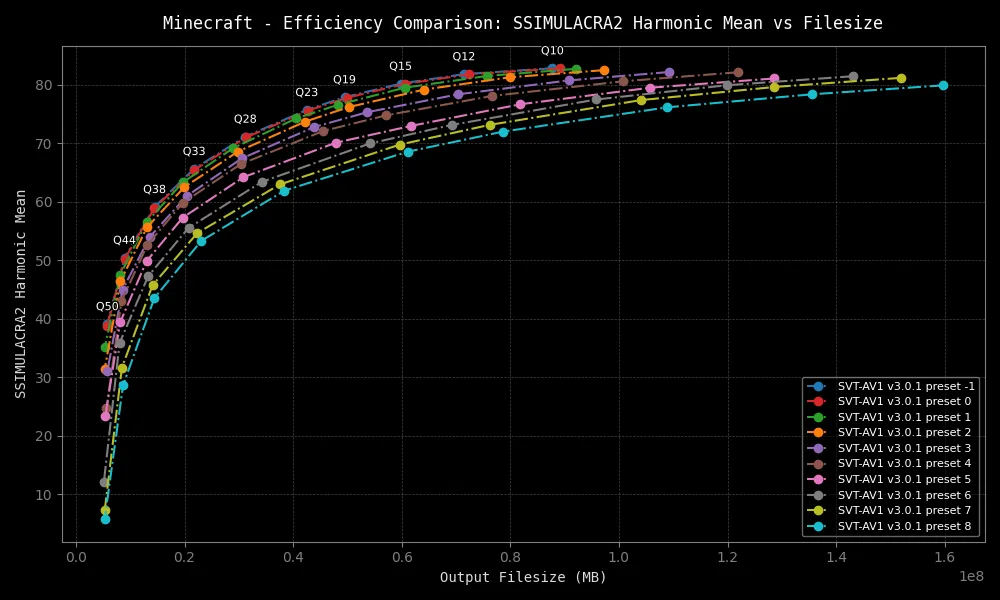 Minecraft - Efficiency Comparison: SSIMULACRA2 Harmonic Mean vs Filesize
SSIMULACRA2 Harmonic Mean
80
70
60
50
40
30
20
10
Q10
Q12
Q15
Q19
Q23
Q28
Q33
Q38
Q44
Q50
SVT-AV1 v3.0.1 preset -1
SVT-AV1 v3.0.1 preset 0
SVT-AV1 v3.0.1 preset 1
SVT-AV1 v3.0.1 preset 2
SVT-AV1 v3.0.1 preset 3
SVT-AV1 v3.0.1 preset 4
SVT-AV1 v3.0.1 preset 5
SVT-AV1 v3.0.1 preset 6
SVT-AV1 v3.0.1 preset 7
SVT-AV1 v3.0.1 preset 8
0.0 0.2 0.4 0.6 0.8 1.0 1.2 1.4 1.6
1e8
Output Filesize (MB)